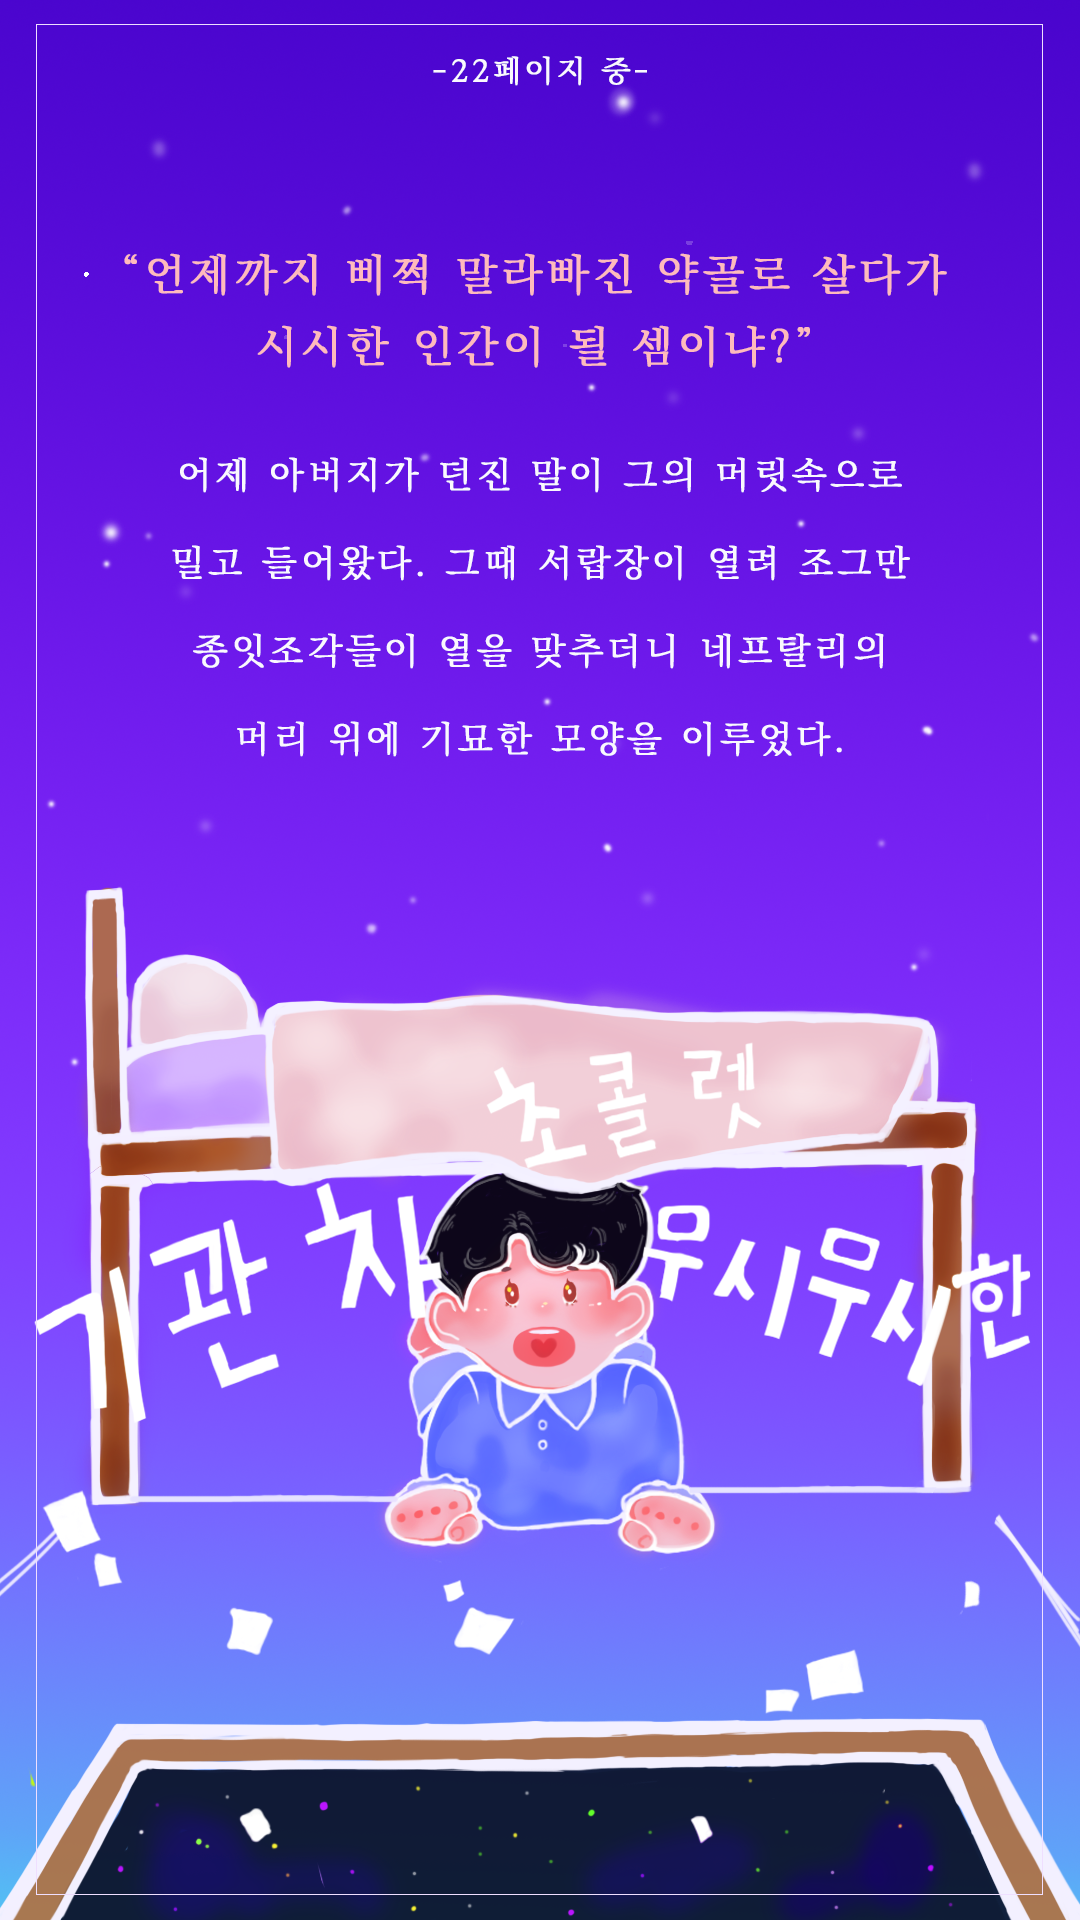 -22페이지 중-
“언제까지 삐쩍 말라빠진 약골로 살다가
시시한 인간이 될 셈이냐?”
어제 아버지가 던진 말이 그의 머릿속으로
밀고 들어왔다. 그때 서랍장이 열려 조그만
종잇조각들이 열을 맞추더니 네프탈리의
머리 위에 기묘한 모양을 이루었다.
초콜렛
기관차 무시무시한